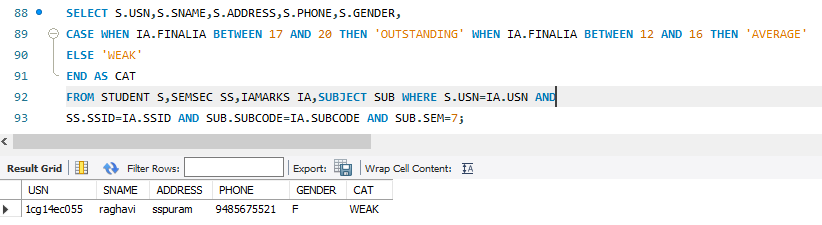 88 SELECT S.USN,S.SNAME,S.ADDRESS,S.PHONE,S.GENDER,
89 CASE WHEN IA.FINALIA BETWEEN 17 AND 20 THEN 'OUTSTANDING' WHEN IA.FINALIA BETWEEN 12 AND 16 THEN 'AVERAGE'
90 ELSE 'WEAK'
91 END AS CAT
92 FROM STUDENT S,SEMSEC SS,IAMARKS IA,SUBJECT SUB WHERE S.USN=IA.USN AND
93 SS.SSID=IA.SSID AND SUB.SUBCODE=IA.SUBCODE AND SUB.SEM=7;
Result Grid Filter Rows: Export: Wrap Cell Content: IA
USN SNAME ADDRESS PHONE GENDER CAT
1cg14ec055 raghavi sspuram 9485675521 F WEAK